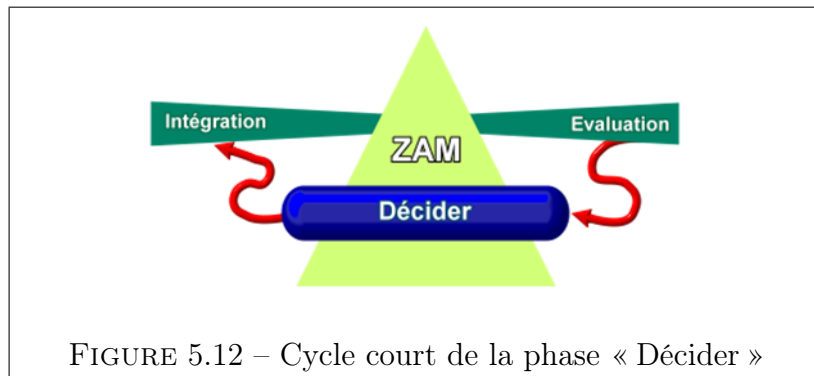 Intégration
Evaluation
ZAM
Décider
FIGURE 5.12 – Cycle court de la phase « Décider »